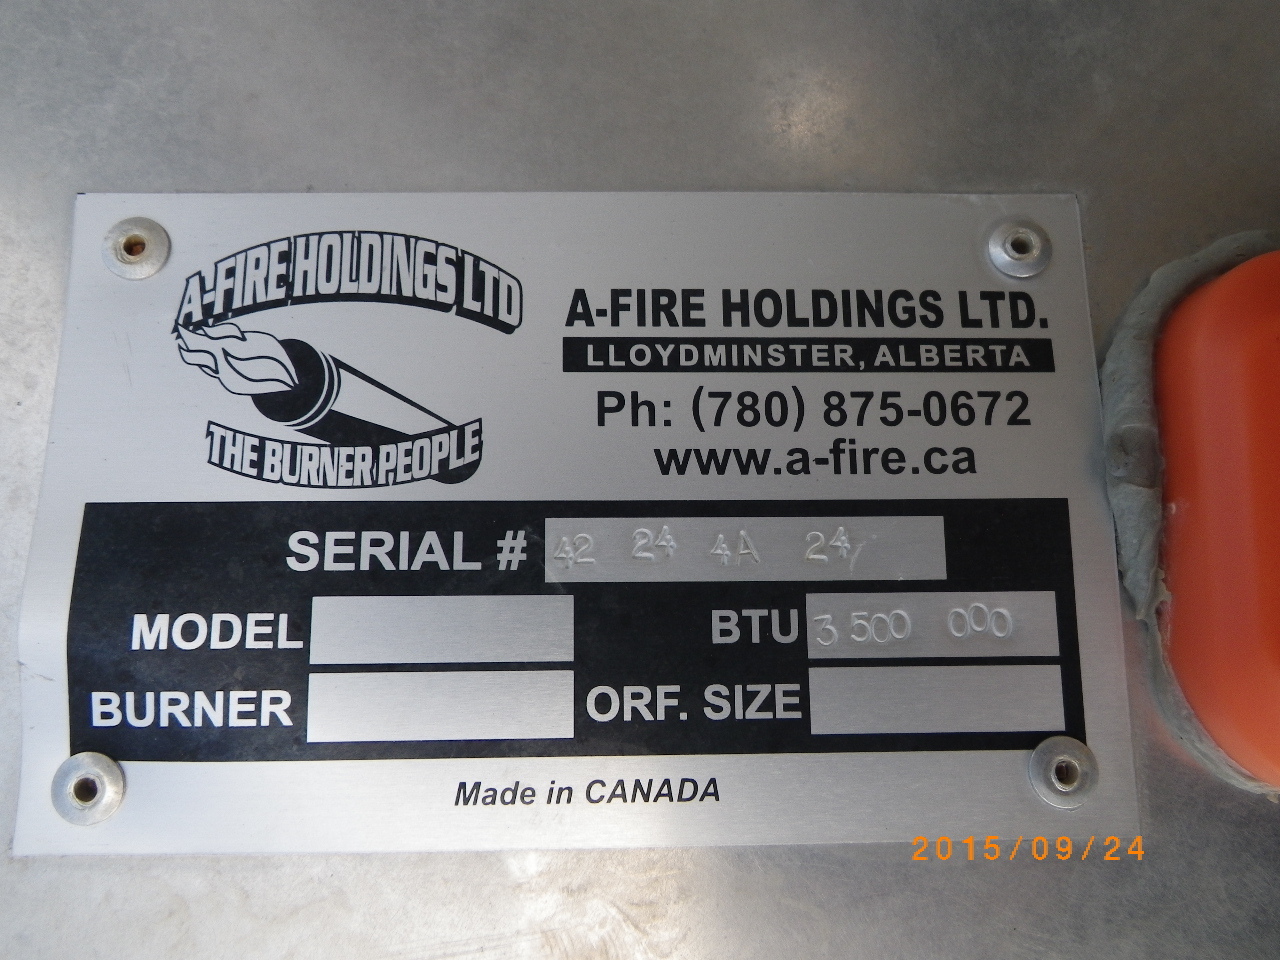 A-FIRE HOLDINGS LTD
THE BURNER PEOPLE
A-FIRE HOLDINGS LTD.
LLOYDMINSTER, ALBERTA
Ph: (780) 875-0672
www.a-fire.ca
SERIAL # 42 24 4A 24
MODEL
BTU 3 500 000
BURNER
ORF. SIZE
Made in CANADA
2015/09/24